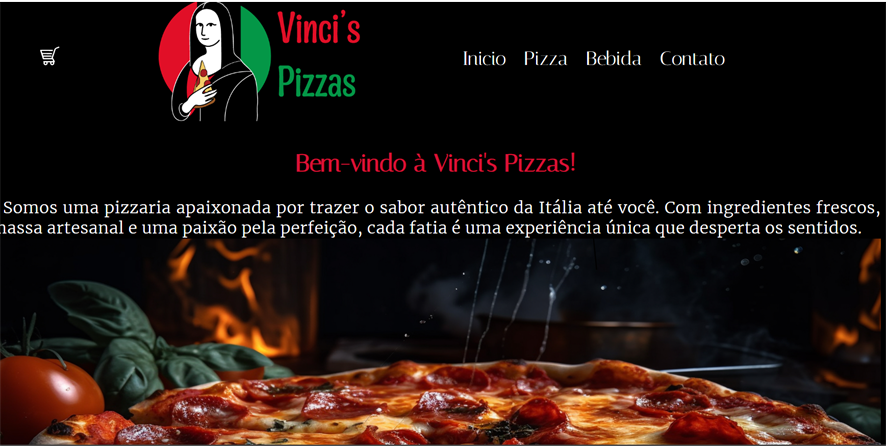 Vinci's
Pizzas
Inicio Pizza Bebida Contato
Bem-vindo à Vinci's Pizzas!
Somos uma pizzaria apaixonada por trazer o sabor autêntico da Itália até você. Com ingredientes frescos,
massa artesanal e uma paixão pela perfeição, cada fatia é uma experiência única que desperta os sentidos.